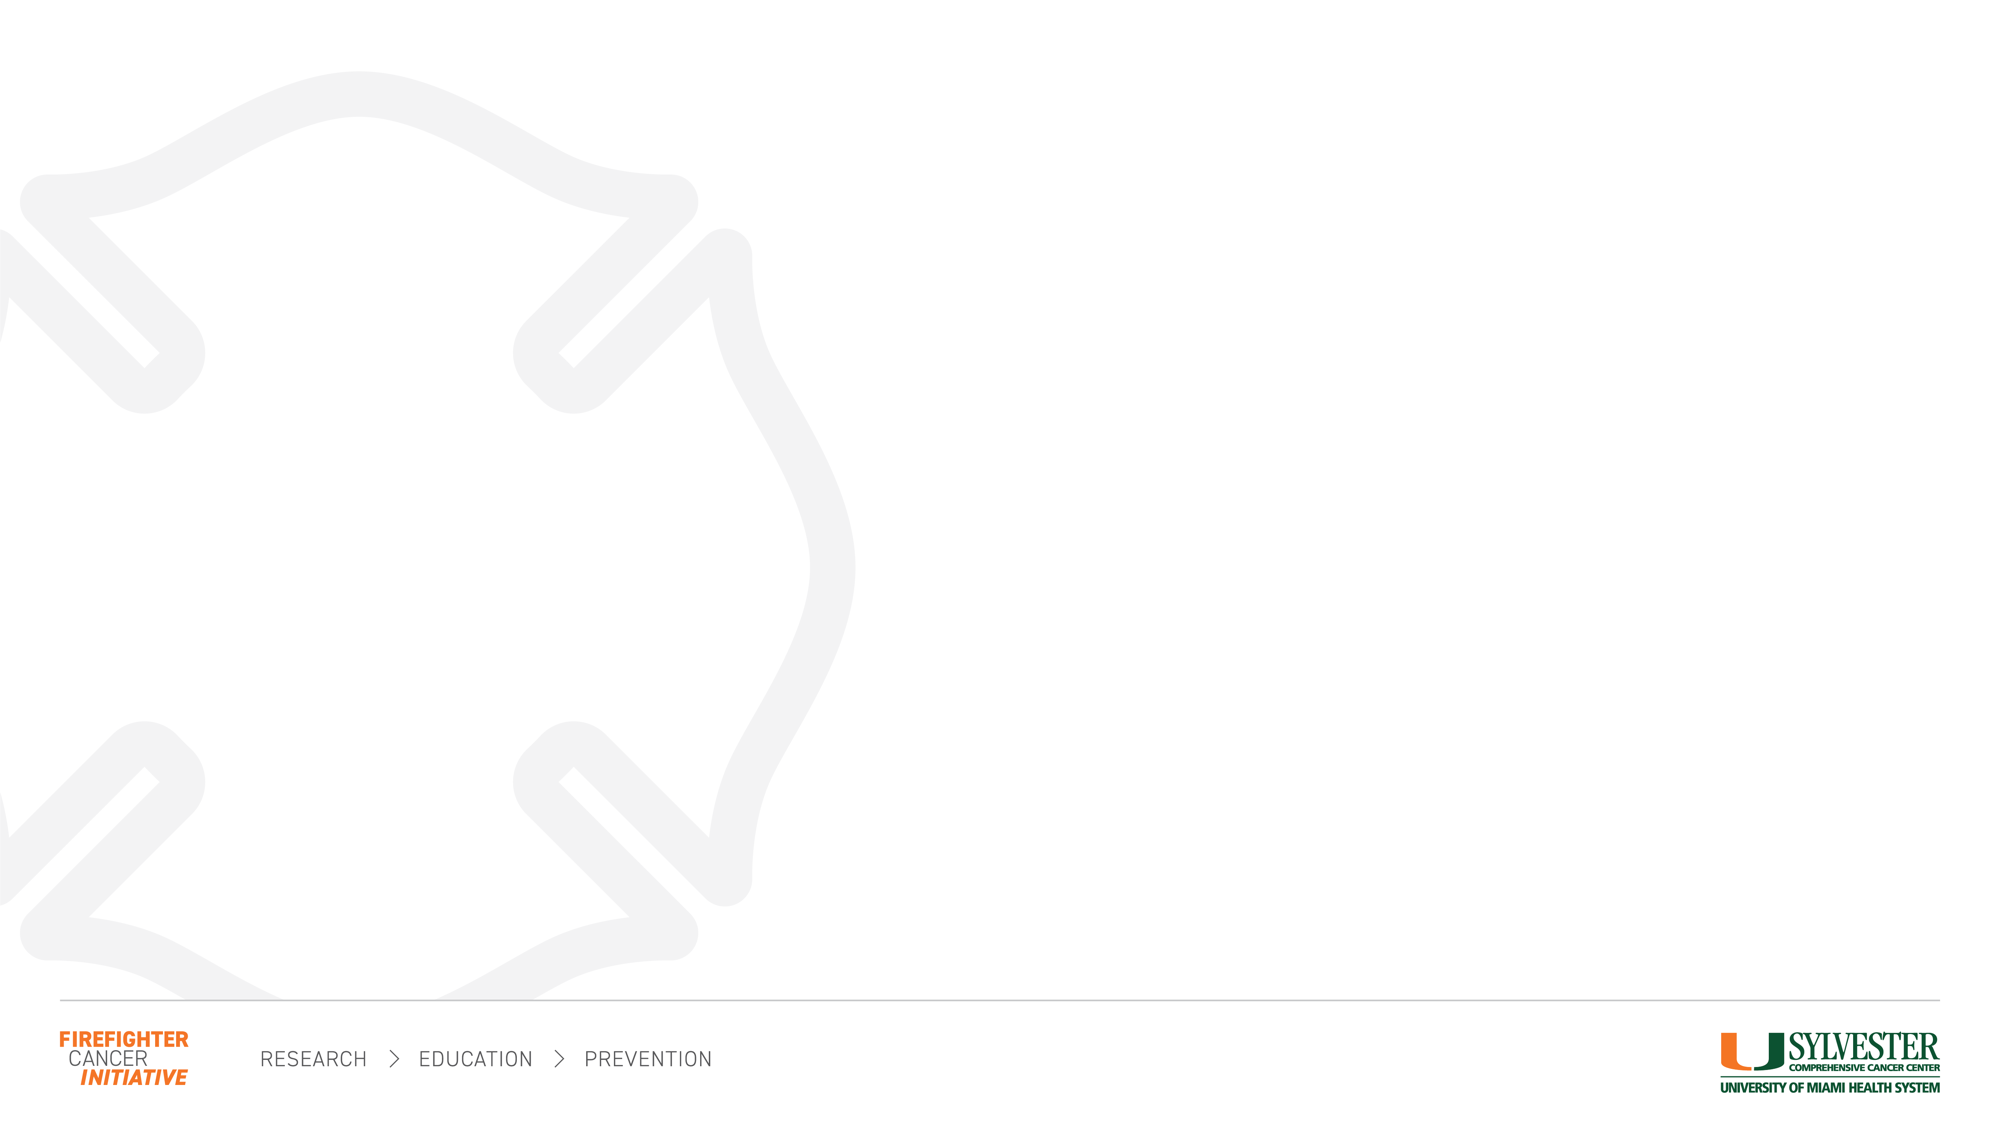 FIREFIGHTER
CANCER
INITIATIVE
RESEARCH > EDUCATION > PREVENTION
U SYLVESTER
COMPREHENSIVE CANCER CENTER
UNIVERSITY OF MIAMI HEALTH SYSTEM